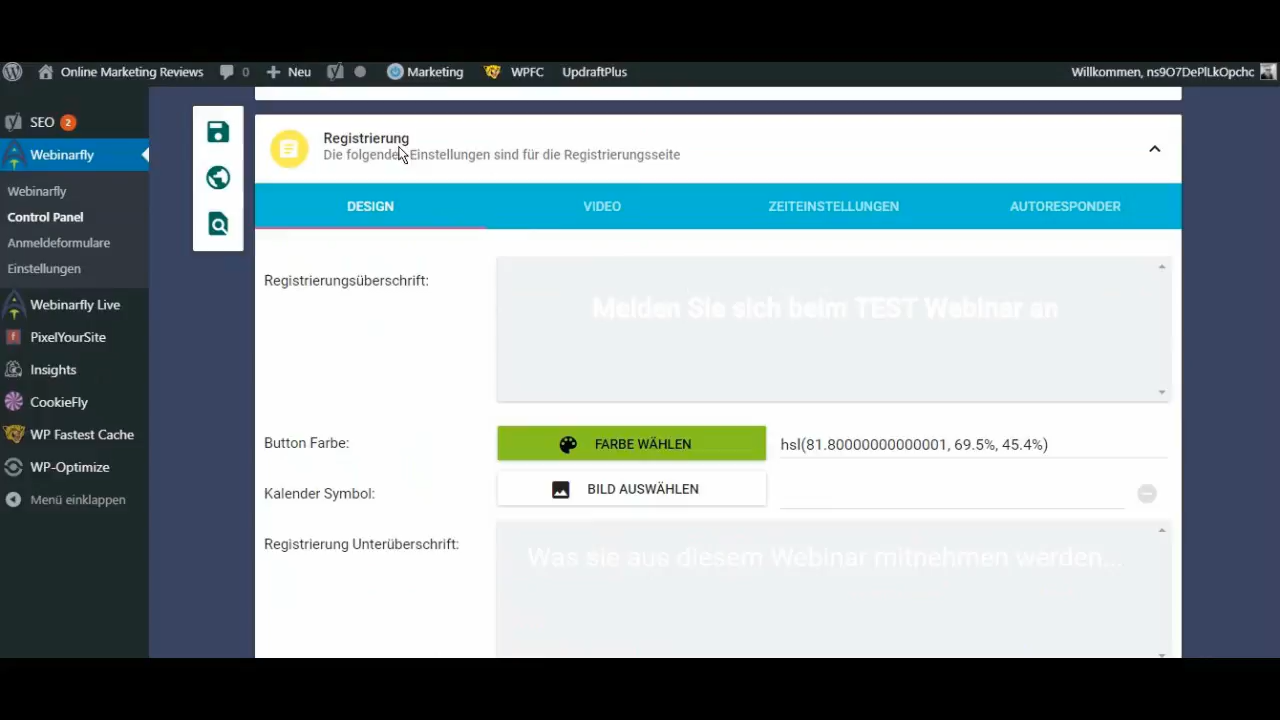 Online Marketing Reviews 0 Neu Marketing WPFC UpdraftPlus Willkommen, ns9O7DePlLkOpchc
SEO 2
Webinarfly
Webinarfly
Control Panel
Anmeldeformulare
Einstellungen
Webinarfly Live
PixelYourSite
Insights
CookieFly
WP Fastest Cache
WP-Optimize
Menü einklappen
Registrierung
Die folgenden Einstellungen sind für die Registrierungsseite
DESIGN VIDEO ZEITEINSTELLUNGEN AUTORESPONDER
Registrierungsüberschrift:
Melden Sie sich beim TEST Webinar an
Button Farbe: FARBE WÄHLEN hsl(81.80000000000001, 69.5%, 45.4%)
Kalender Symbol: BILD AUSWÄHLEN
Registrierung Unterüberschrift:
Was sie aus diesem Webinar mitnehmen werden...